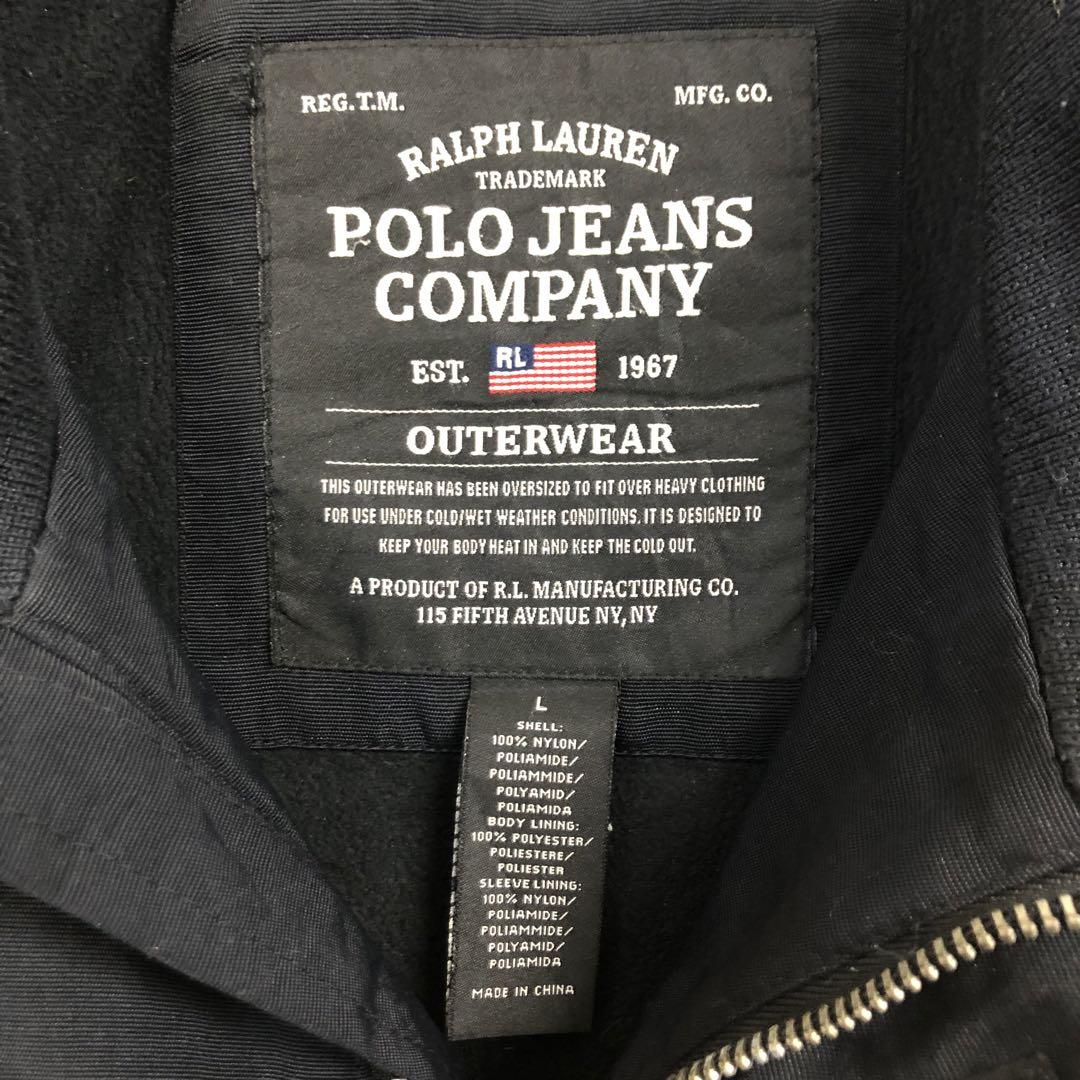 REG.T.M. MFG. CO.
RALPH LAUREN
TRADEMARK
POLO JEANS
COMPANY
EST. RL 1967
OUTERWEAR
THIS OUTERWEAR HAS BEEN OVERSIZED TO FIT OVER HEAVY CLOTHING
FOR USE UNDER COLD/WET WEATHER CONDITIONS. IT IS DESIGNED TO
KEEP YOUR BODY HEAT IN AND KEEP THE COLD OUT.
A PRODUCT OF R.L. MANUFACTURING CO.
115 FIFTH AVENUE NY, NY
L
SHELL:
100% NYLON/
POLIAMIDE/
POLIAMMIDE/
POLYAMID/
POLIAMIDA
BODY LINING:
100% POLYESTER/
POLIESTERE/
POLIESTER
SLEEVE LINING:
100% NYLON/
POLIAMIDE/
POLIAMMIDE/
POLYAMID/
POLIAMIDA
MADE IN CHINA